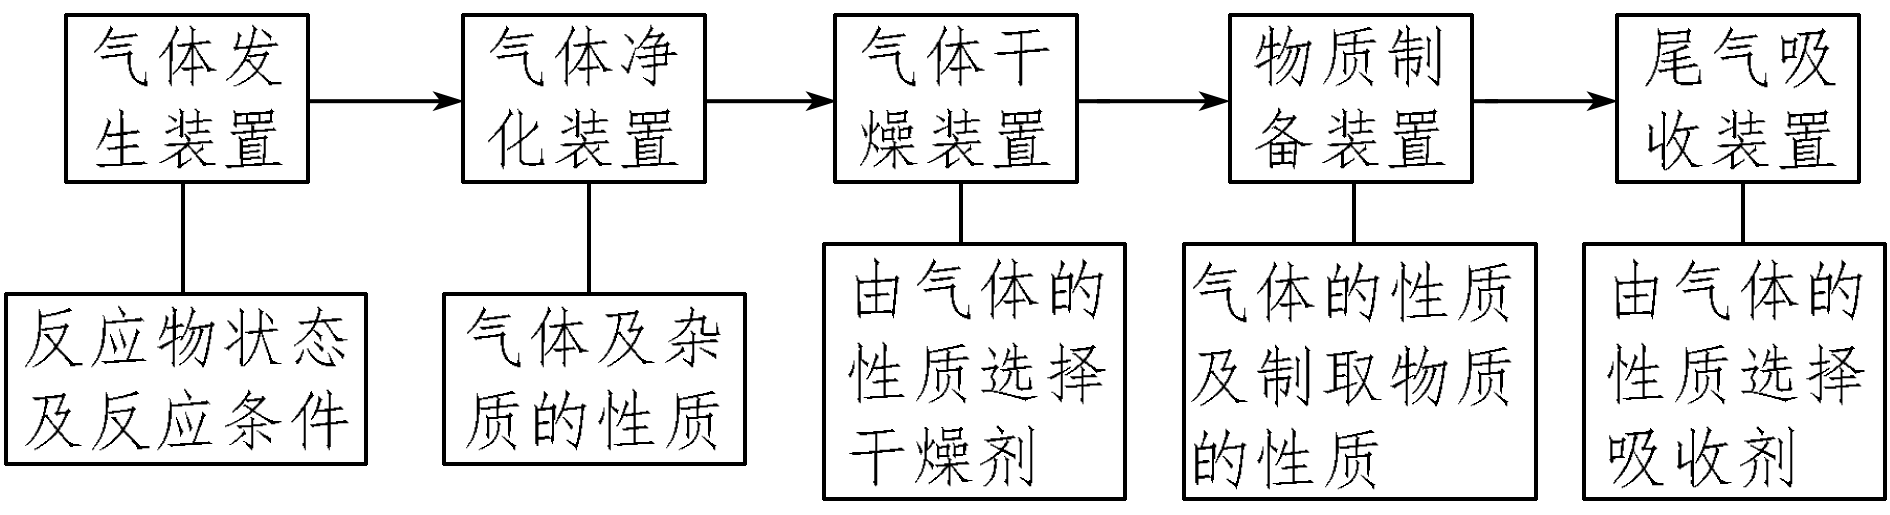 气体发
生装置
气体净
化装置
气体干
燥装置
物质制
备装置
尾气吸
收装置
反应物状态
及反应条件
气体及杂
质的性质
由气体的
性质选择
干燥剂
气体的性质
及制取物质
的性质
由气体的
性质选择
吸收剂